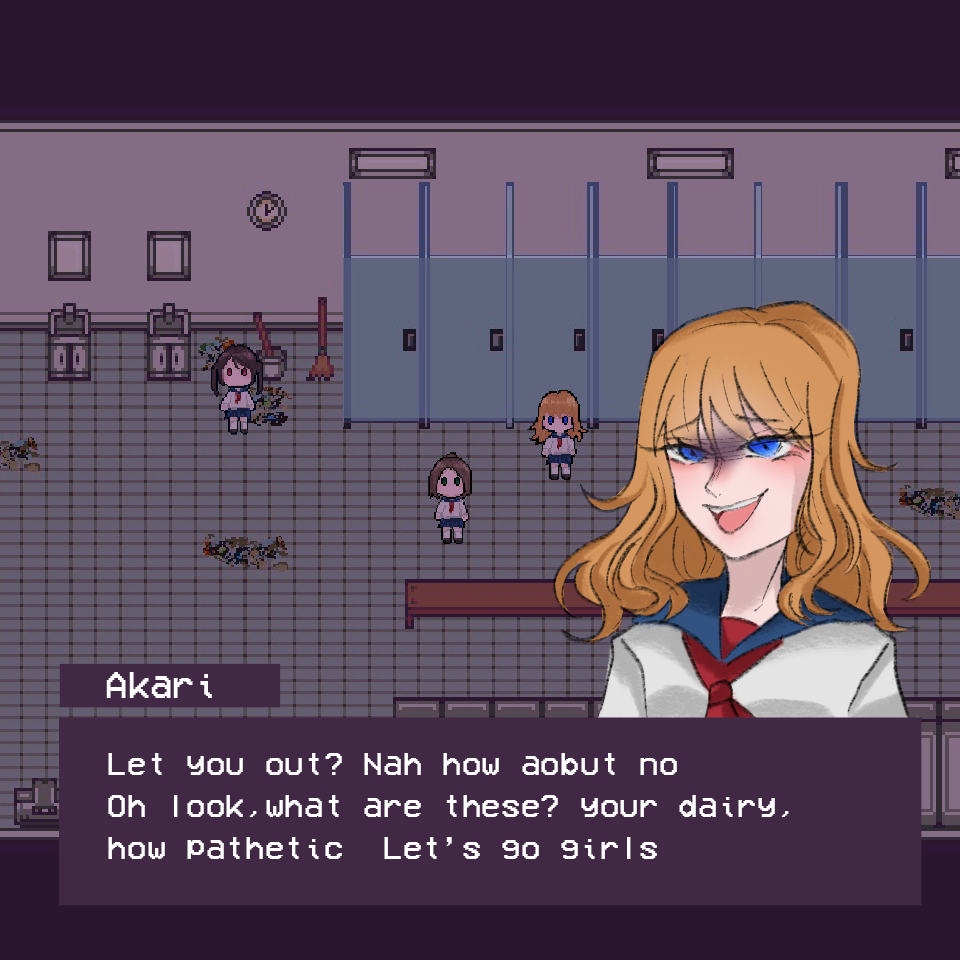 Akari
Let you out? Nah how aobut no
Oh look,what are these? your dairy,
how pathetic  Let's go girls